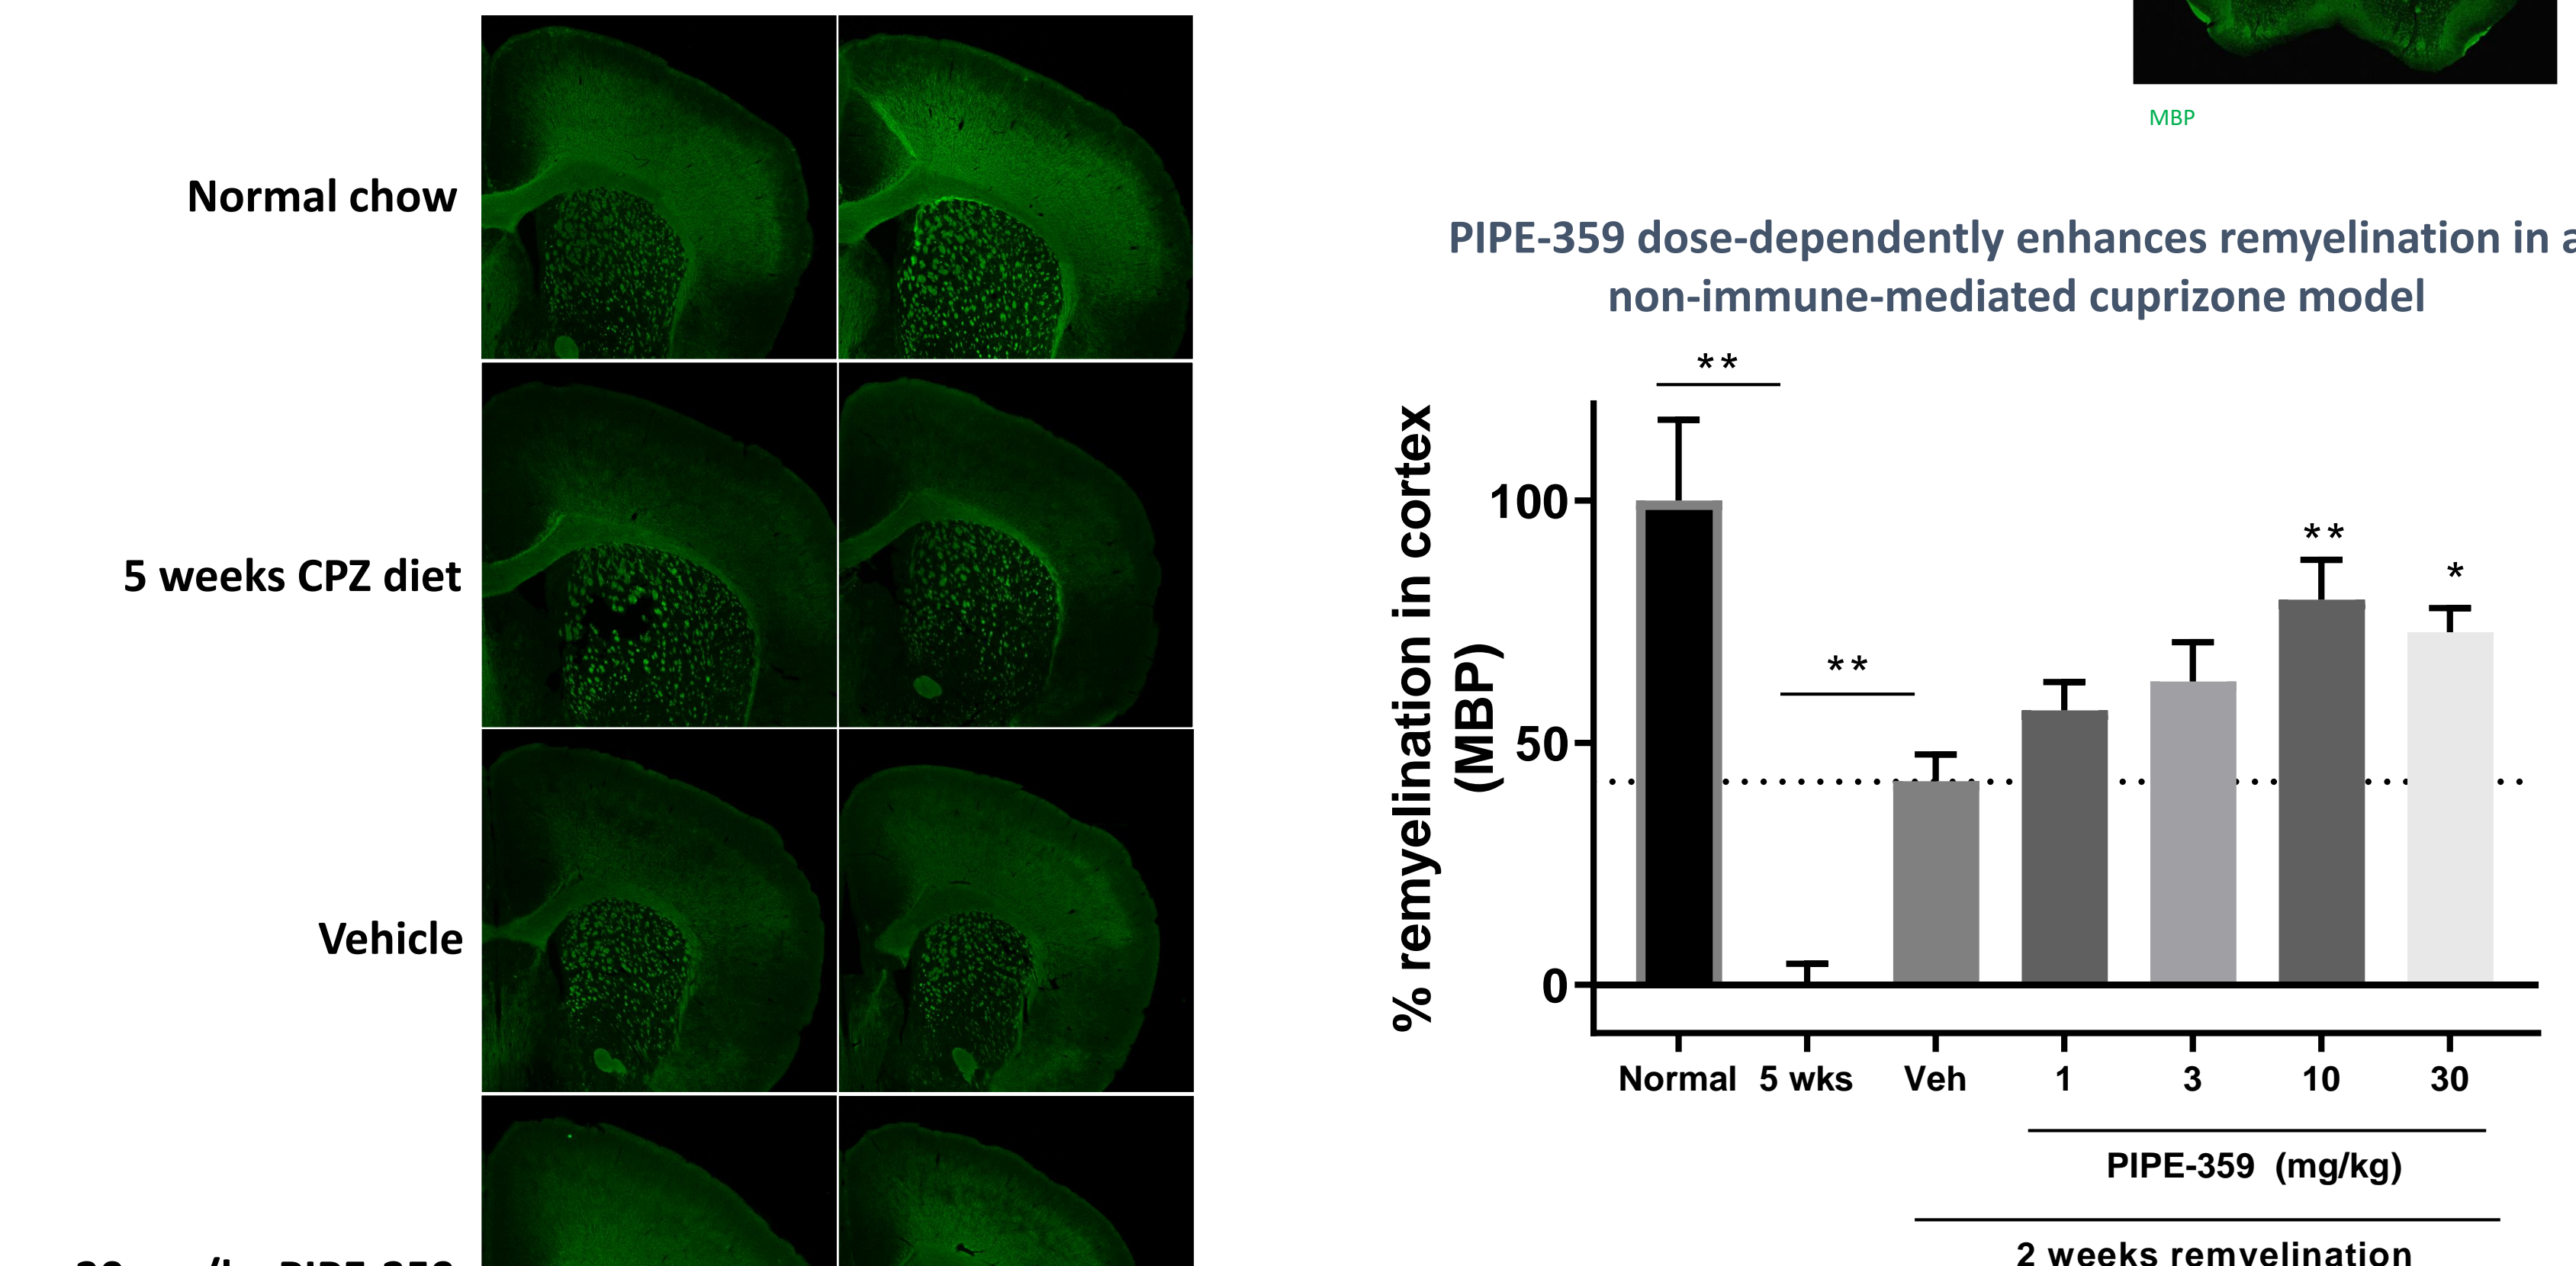 Normal chow
5 weeks CPZ diet
Vehicle
MBP
PIPE-359 dose-dependently enhances remyelination in a
non-immune-mediated cuprizone model
% remyelination in cortex
(MBP)
100
50
0
**
**
**
*
Normal 5 wks Veh 1 3 10 30
PIPE-359 (mg/kg)
2 weeks remyelination